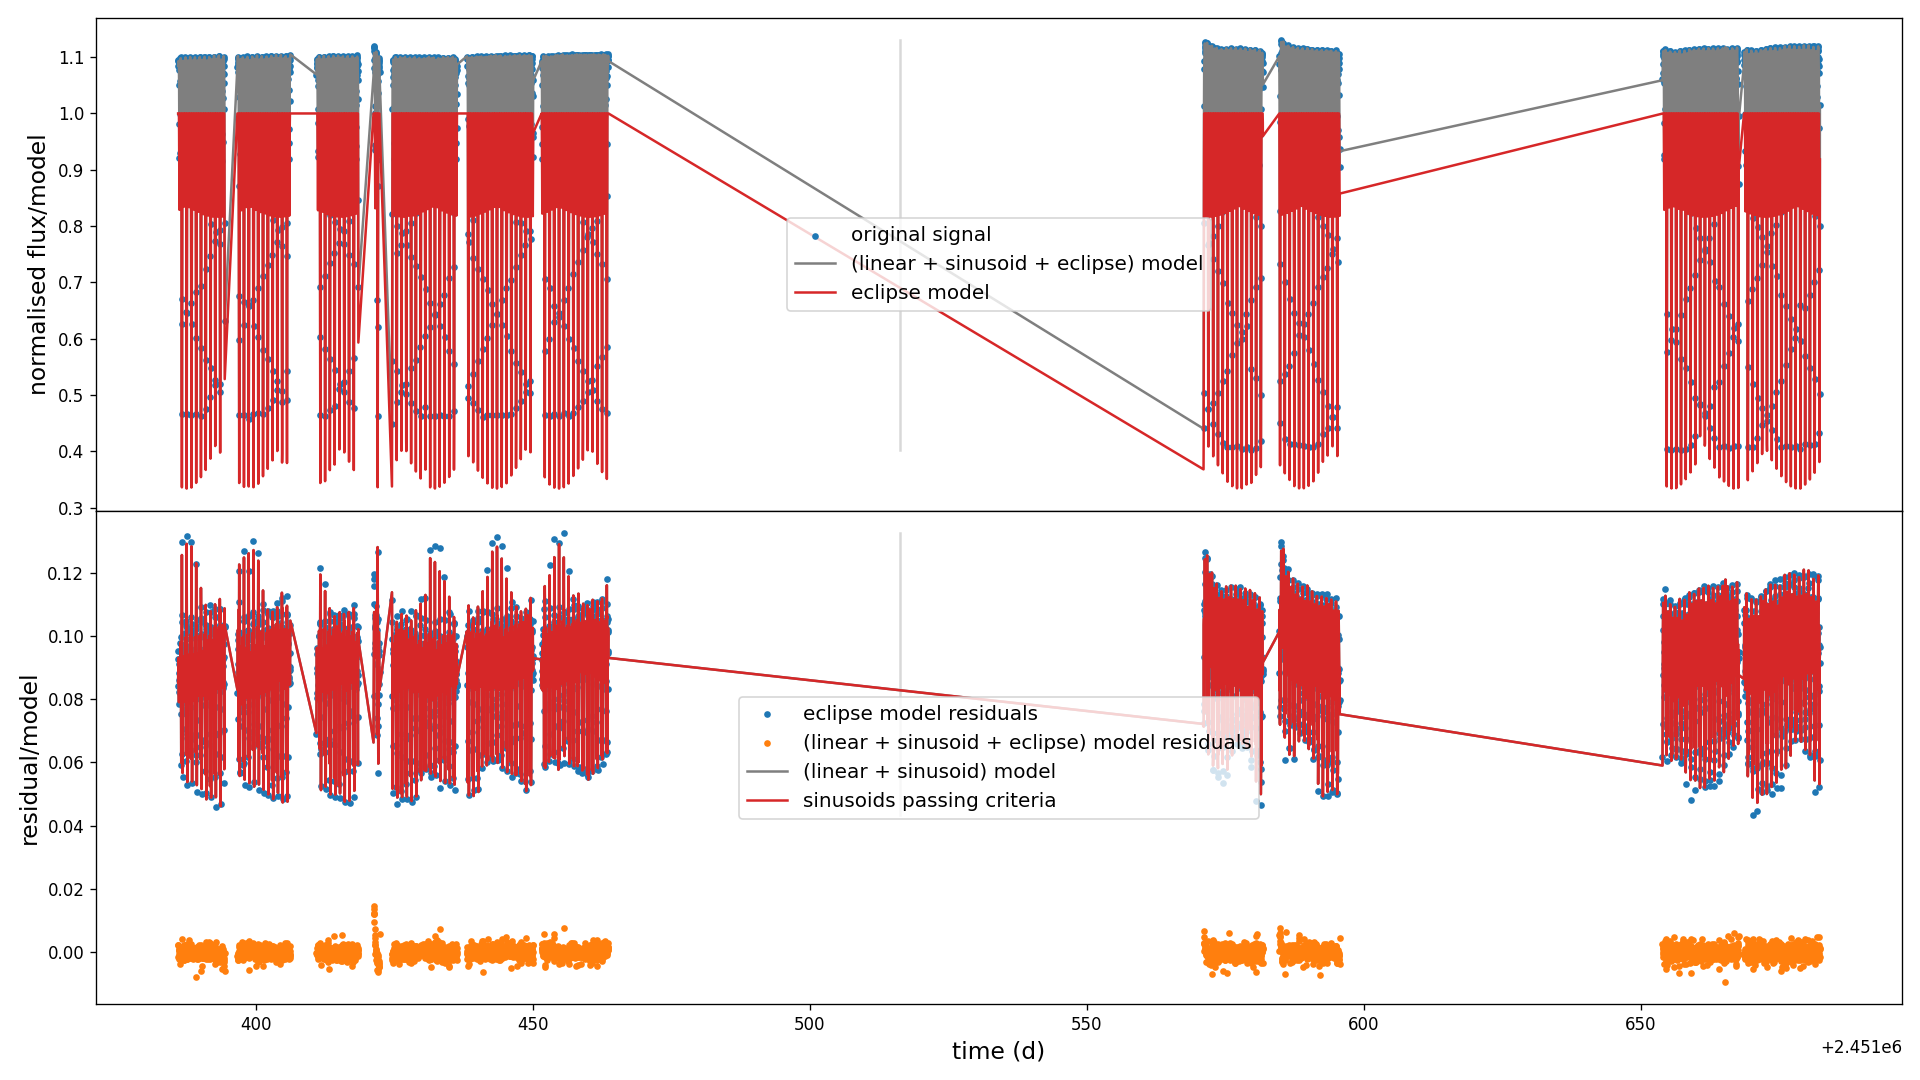 normalised flux/model
1.1
1.0
0.9
0.8
0.7
0.6
0.5
0.4
0.3
original signal
(linear + sinusoid + eclipse) model
eclipse model
residual/model
0.12
0.10
0.08
0.06
0.04
0.02
0.00
eclipse model residuals
(linear + sinusoid + eclipse) model residuals
(linear + sinusoid) model
sinusoids passing criteria
400 450 500 550 600 650
time (d)
+2.451e6